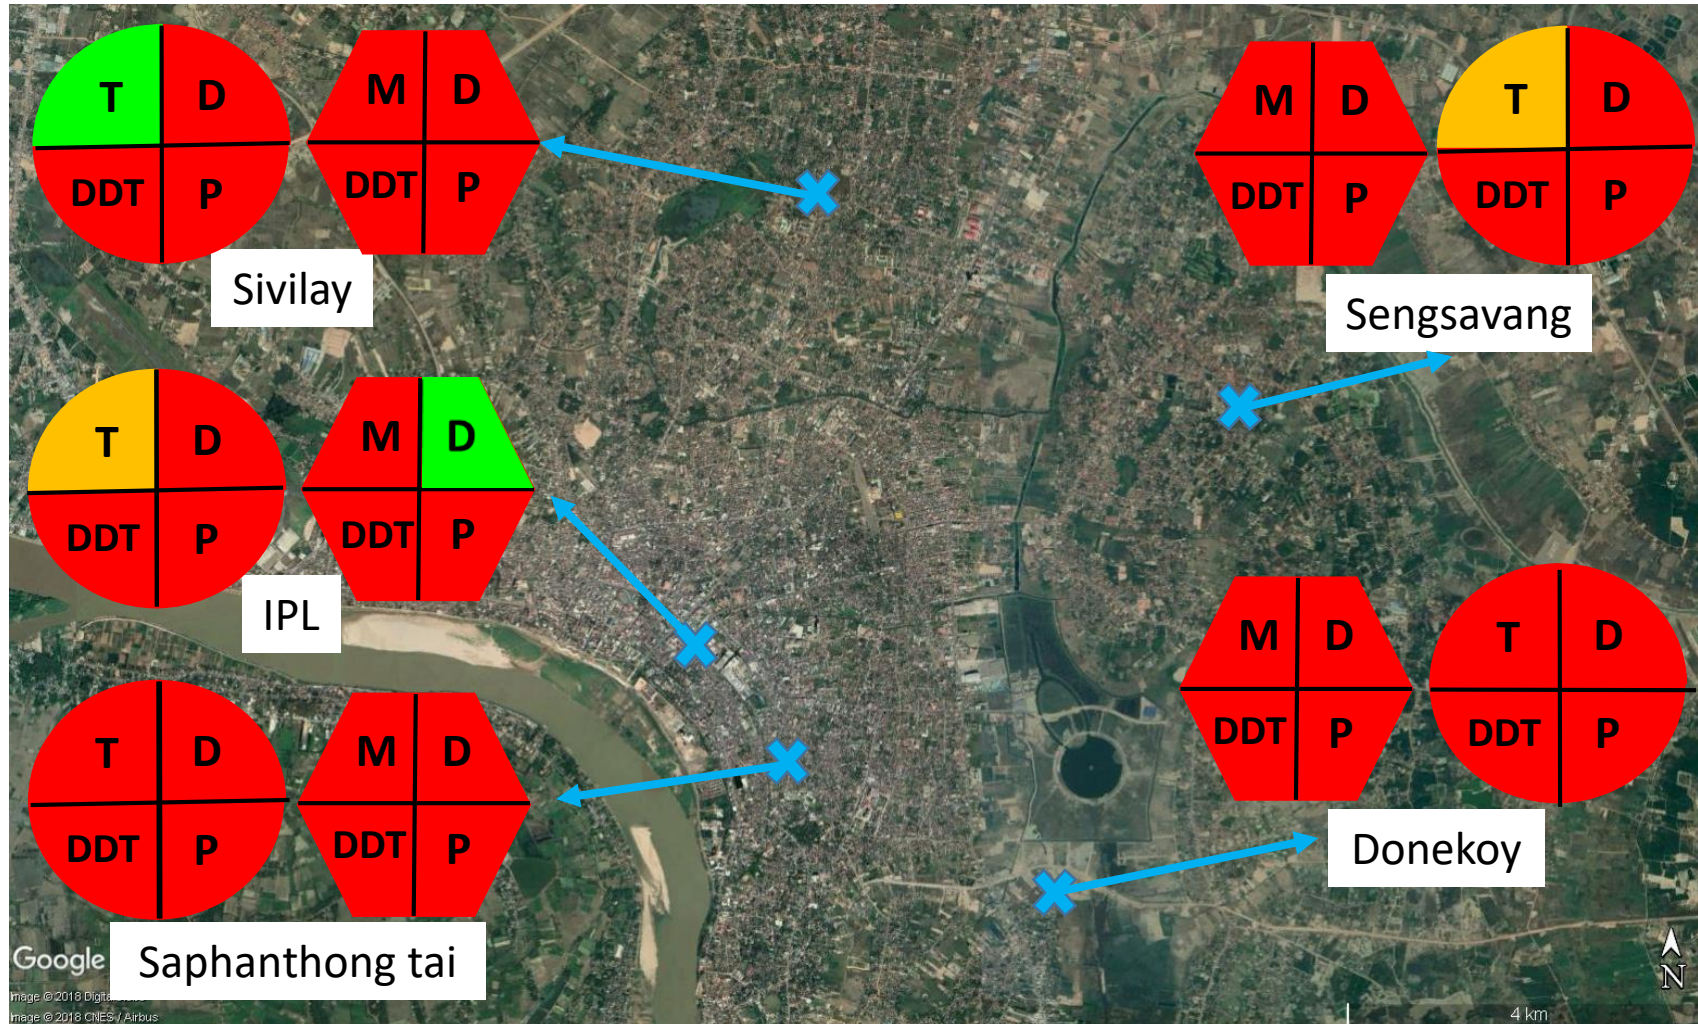 T D
DDT P
M D
DDT P
Sivilay
M D
DDT P
T D
DDT P
Sengsavang
T D
DDT P
M D
DDT P
IPL
T D
DDT P
M D
DDT P
Saphanthong tai
M D
DDT P
T D
DDT P
Donekoy
Google
Image © 2018 CNES / Airbus
N
4 km